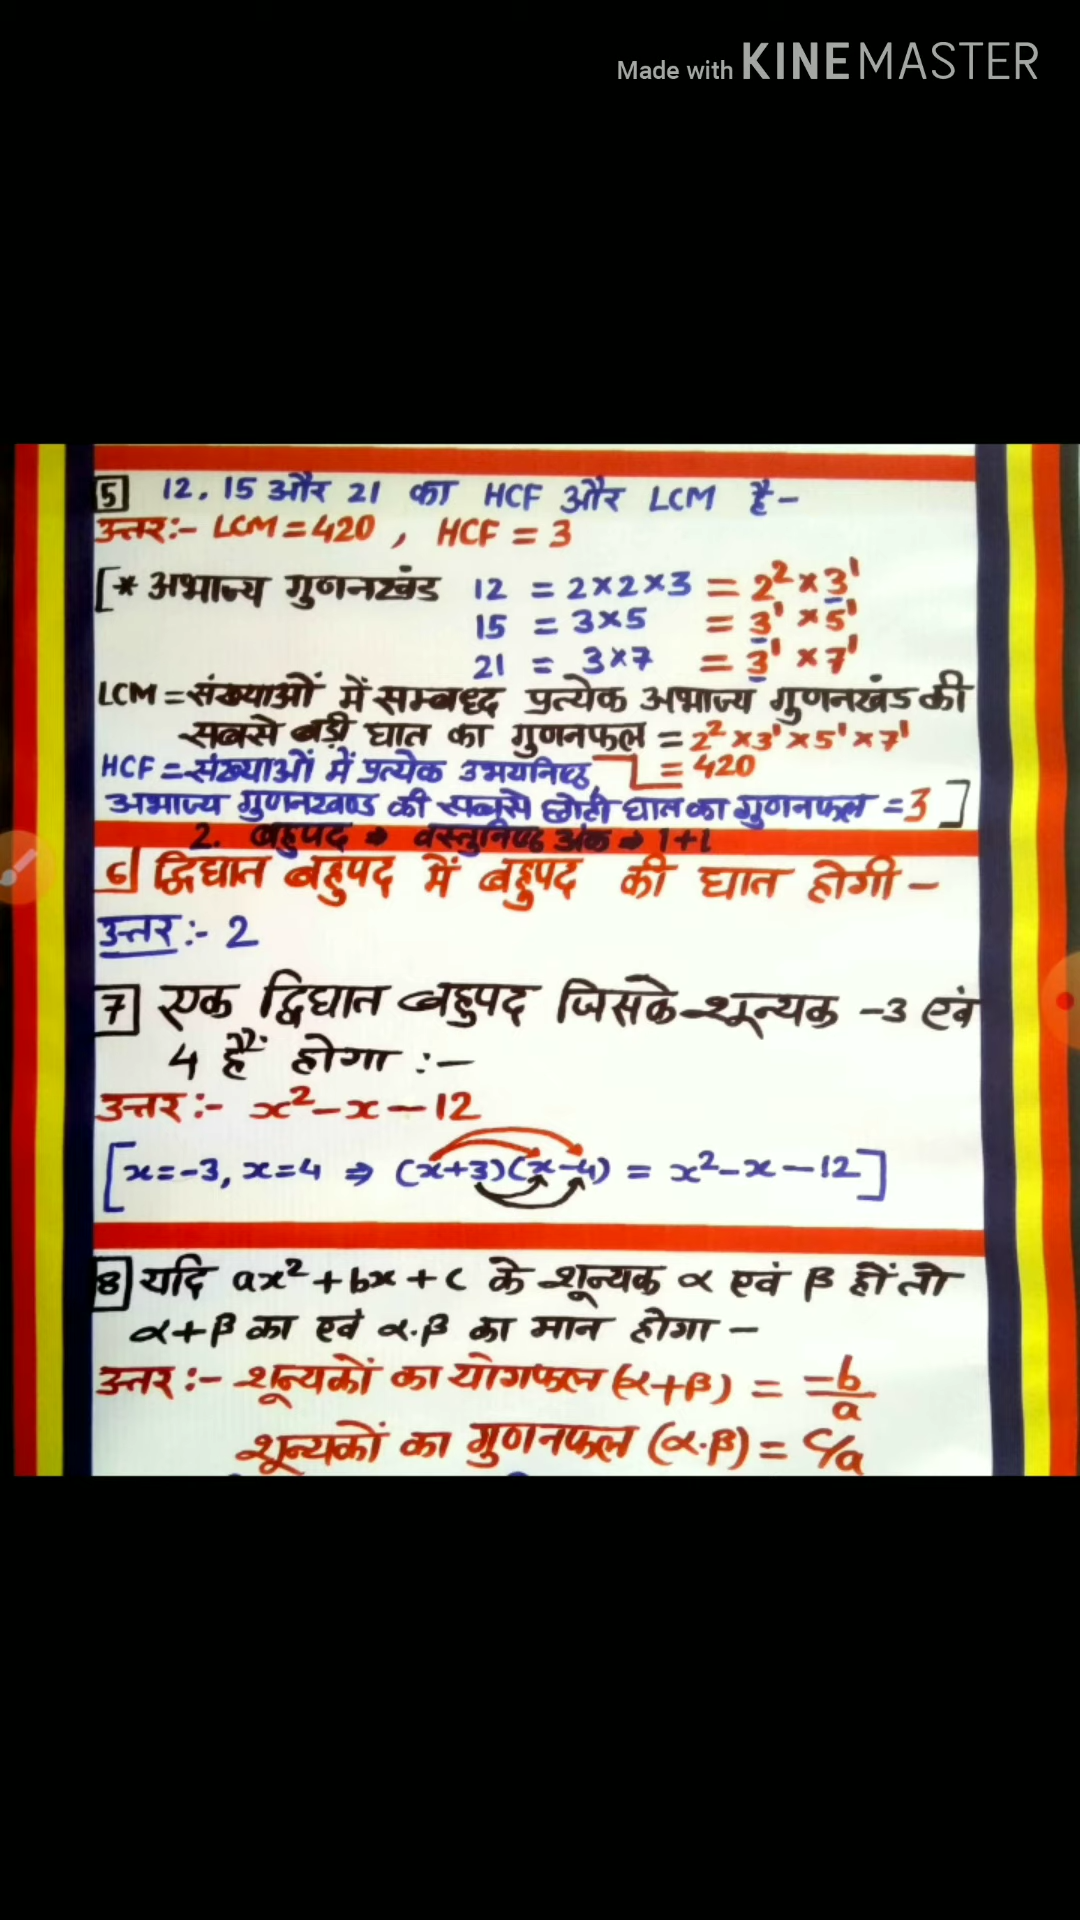 Made with KINEMASTER
5 12, 15 और 21 का HCF और LCM है-
उत्तर:- LCM = 420 , HCF = 3
[* अभाज्य गुणनखंड 12 = 2×2×3 = 2²×3¹
15 = 3×5 = 3¹×5¹
21 = 3×7 = 3¹×7¹
LCM = संख्याओं में सम्बध्द प्रत्येक अभाज्य गुणनखंड की
सबसे बड़ी घात का गुणनफल = 2²×3¹×5¹×7¹
HCF = संख्याओं में प्रत्येक उभयनिष्ठ, = 420
अभाज्य गुणनखण्ड की सबसे छोटी घात का गुणनफल = 3 ]
2. बहुपद → वस्तुनिष्ठ अंक → 1+1
6 द्विघात बहुपद में बहुपद की घात होगी -
उत्तर :- 2
7 एक द्विघात बहुपद जिसके शून्यक -3 एवं
4 हैं होगा :-
उत्तर :- x²-x-12
[x=-3, x=4 ⇒ (x+3)(x-4) = x²-x-12]
8 यदि ax²+bx+c के शून्यक α एवं β हों तो
α+β का एवं α.β का मान होगा -
उत्तर :- शून्यकों का योगफल (α+β) = -b/a
शून्यकों का गुणनफल (α.β) = c/a